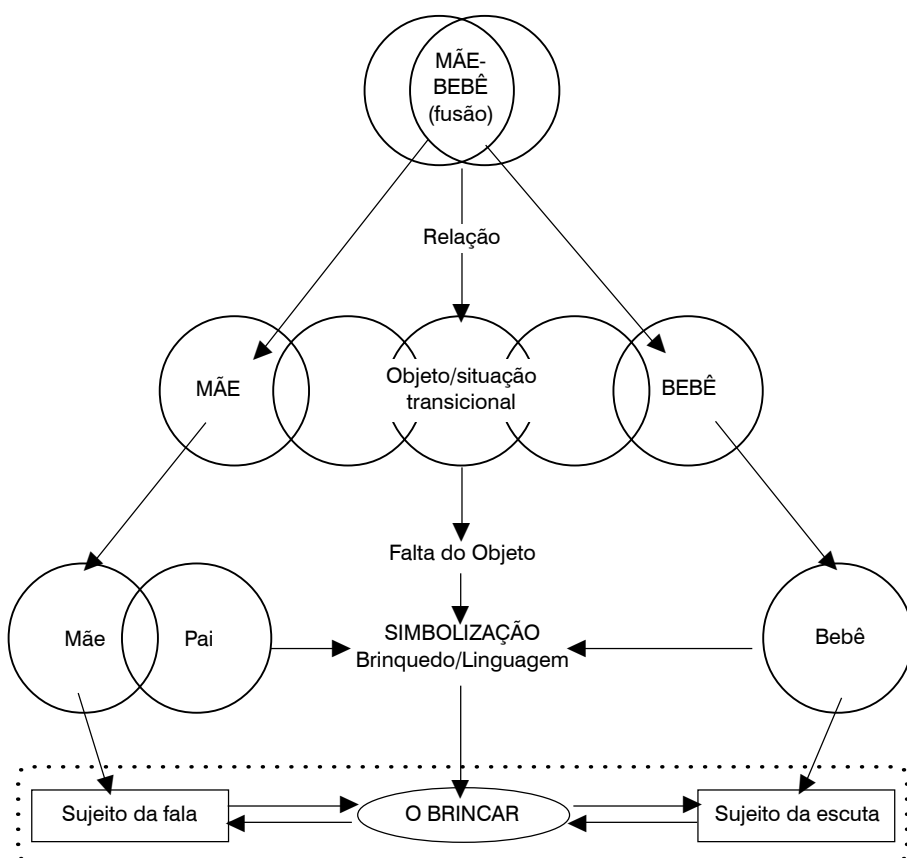 MÃE-
BEBÊ
(fusão)
Relação
MÃE
Objeto/situação
transicional
BEBÊ
Falta do Objeto
Mãe
Pai
SIMBOLIZAÇÃO
Brinquedo/Linguagem
Bebê
Sujeito da fala
O BRINCAR
Sujeito da escuta